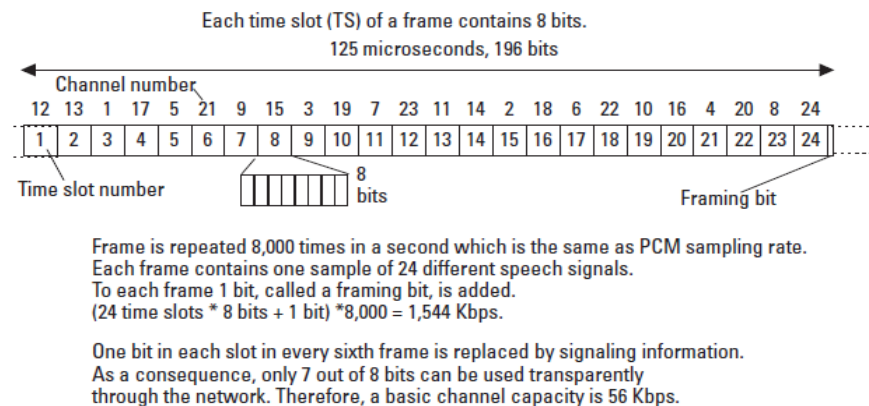 Each time slot (TS) of a frame contains 8 bits.
125 microseconds, 196 bits
Channel number
12 13 1 17 5 21 9 15 3 19 7 23 11 14 2 18 6 22 10 16 4 20 8 24
1 2 3 4 5 6 7 8 9 10 11 12 13 14 15 16 17 18 19 20 21 22 23 24
8
bits
Time slot number
Framing bit
Frame is repeated 8,000 times in a second which is the same as PCM sampling rate.
Each frame contains one sample of 24 different speech signals.
To each frame 1 bit, called a framing bit, is added.
(24 time slots * 8 bits + 1 bit) *8,000 = 1,544 Kbps.
One bit in each slot in every sixth frame is replaced by signaling information.
As a consequence, only 7 out of 8 bits can be used transparently
through the network. Therefore, a basic channel capacity is 56 Kbps.